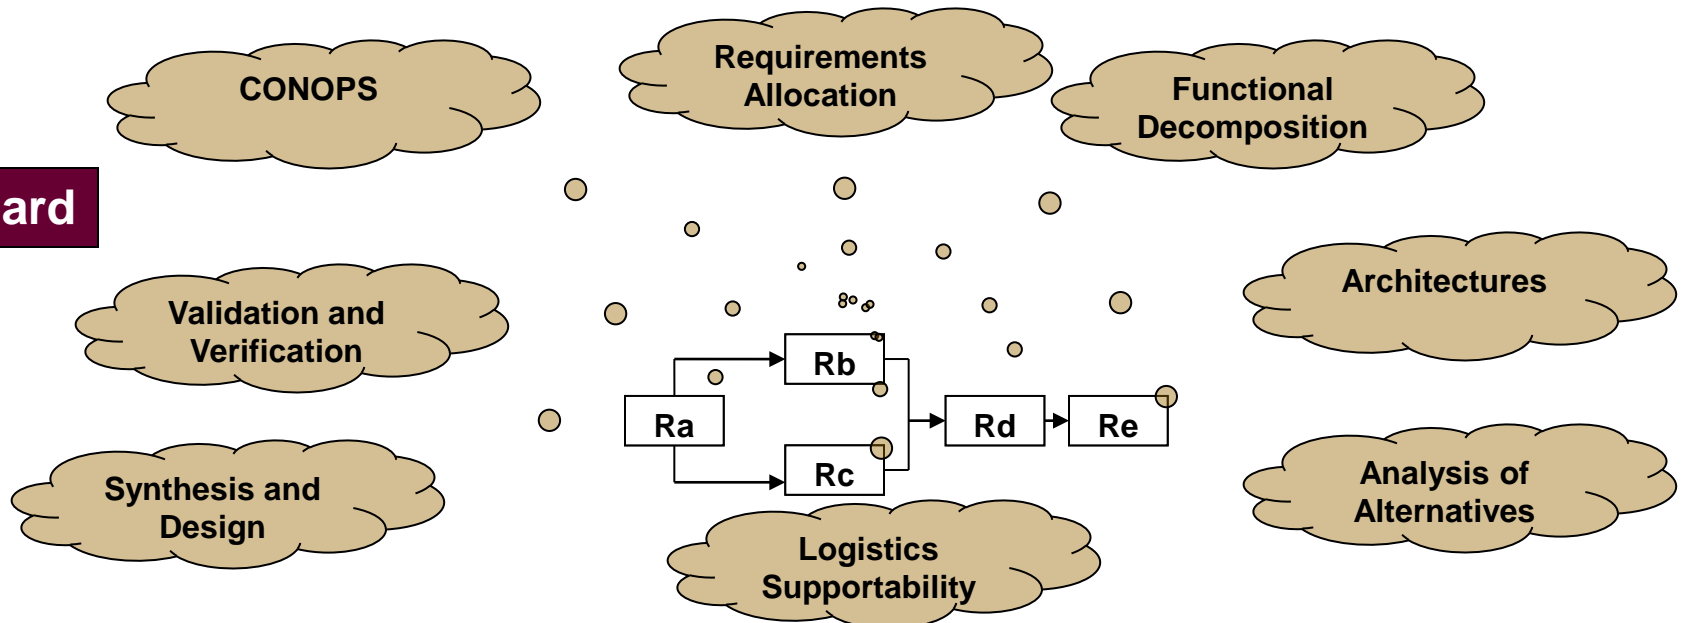 CONOPS
Requirements
Allocation
Functional
Decomposition
ard
Validation and
Verification
Architectures
Rb
Ra
Rd
Re
Rc
Synthesis and
Design
Analysis of
Alternatives
Logistics
Supportability